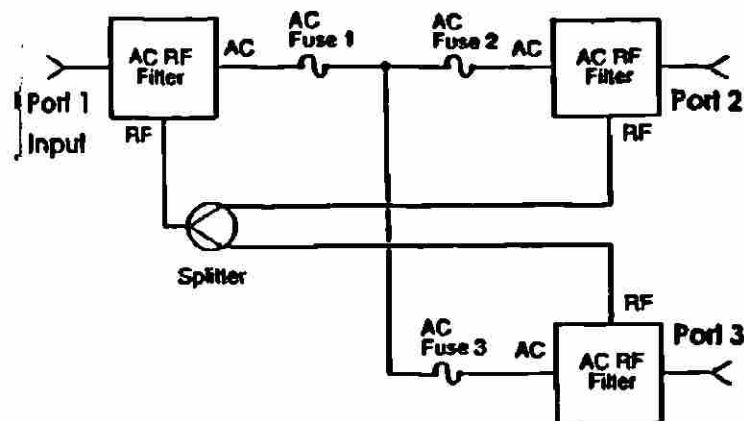 AC
Fuse 1
AC
Fuse 2
AC RF
Filter
AC
AC
AC RF
Filter
Port 1
Input
RF
RF
Port 2
Splitter
RF
AC
Fuse 3
AC
AC RF
Filter
Port 3